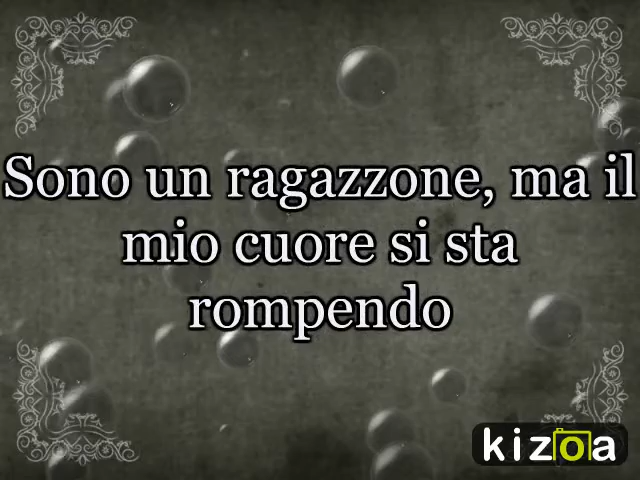 Sono un ragazzone, ma il
mio cuore si sta
rompendo
kizoa